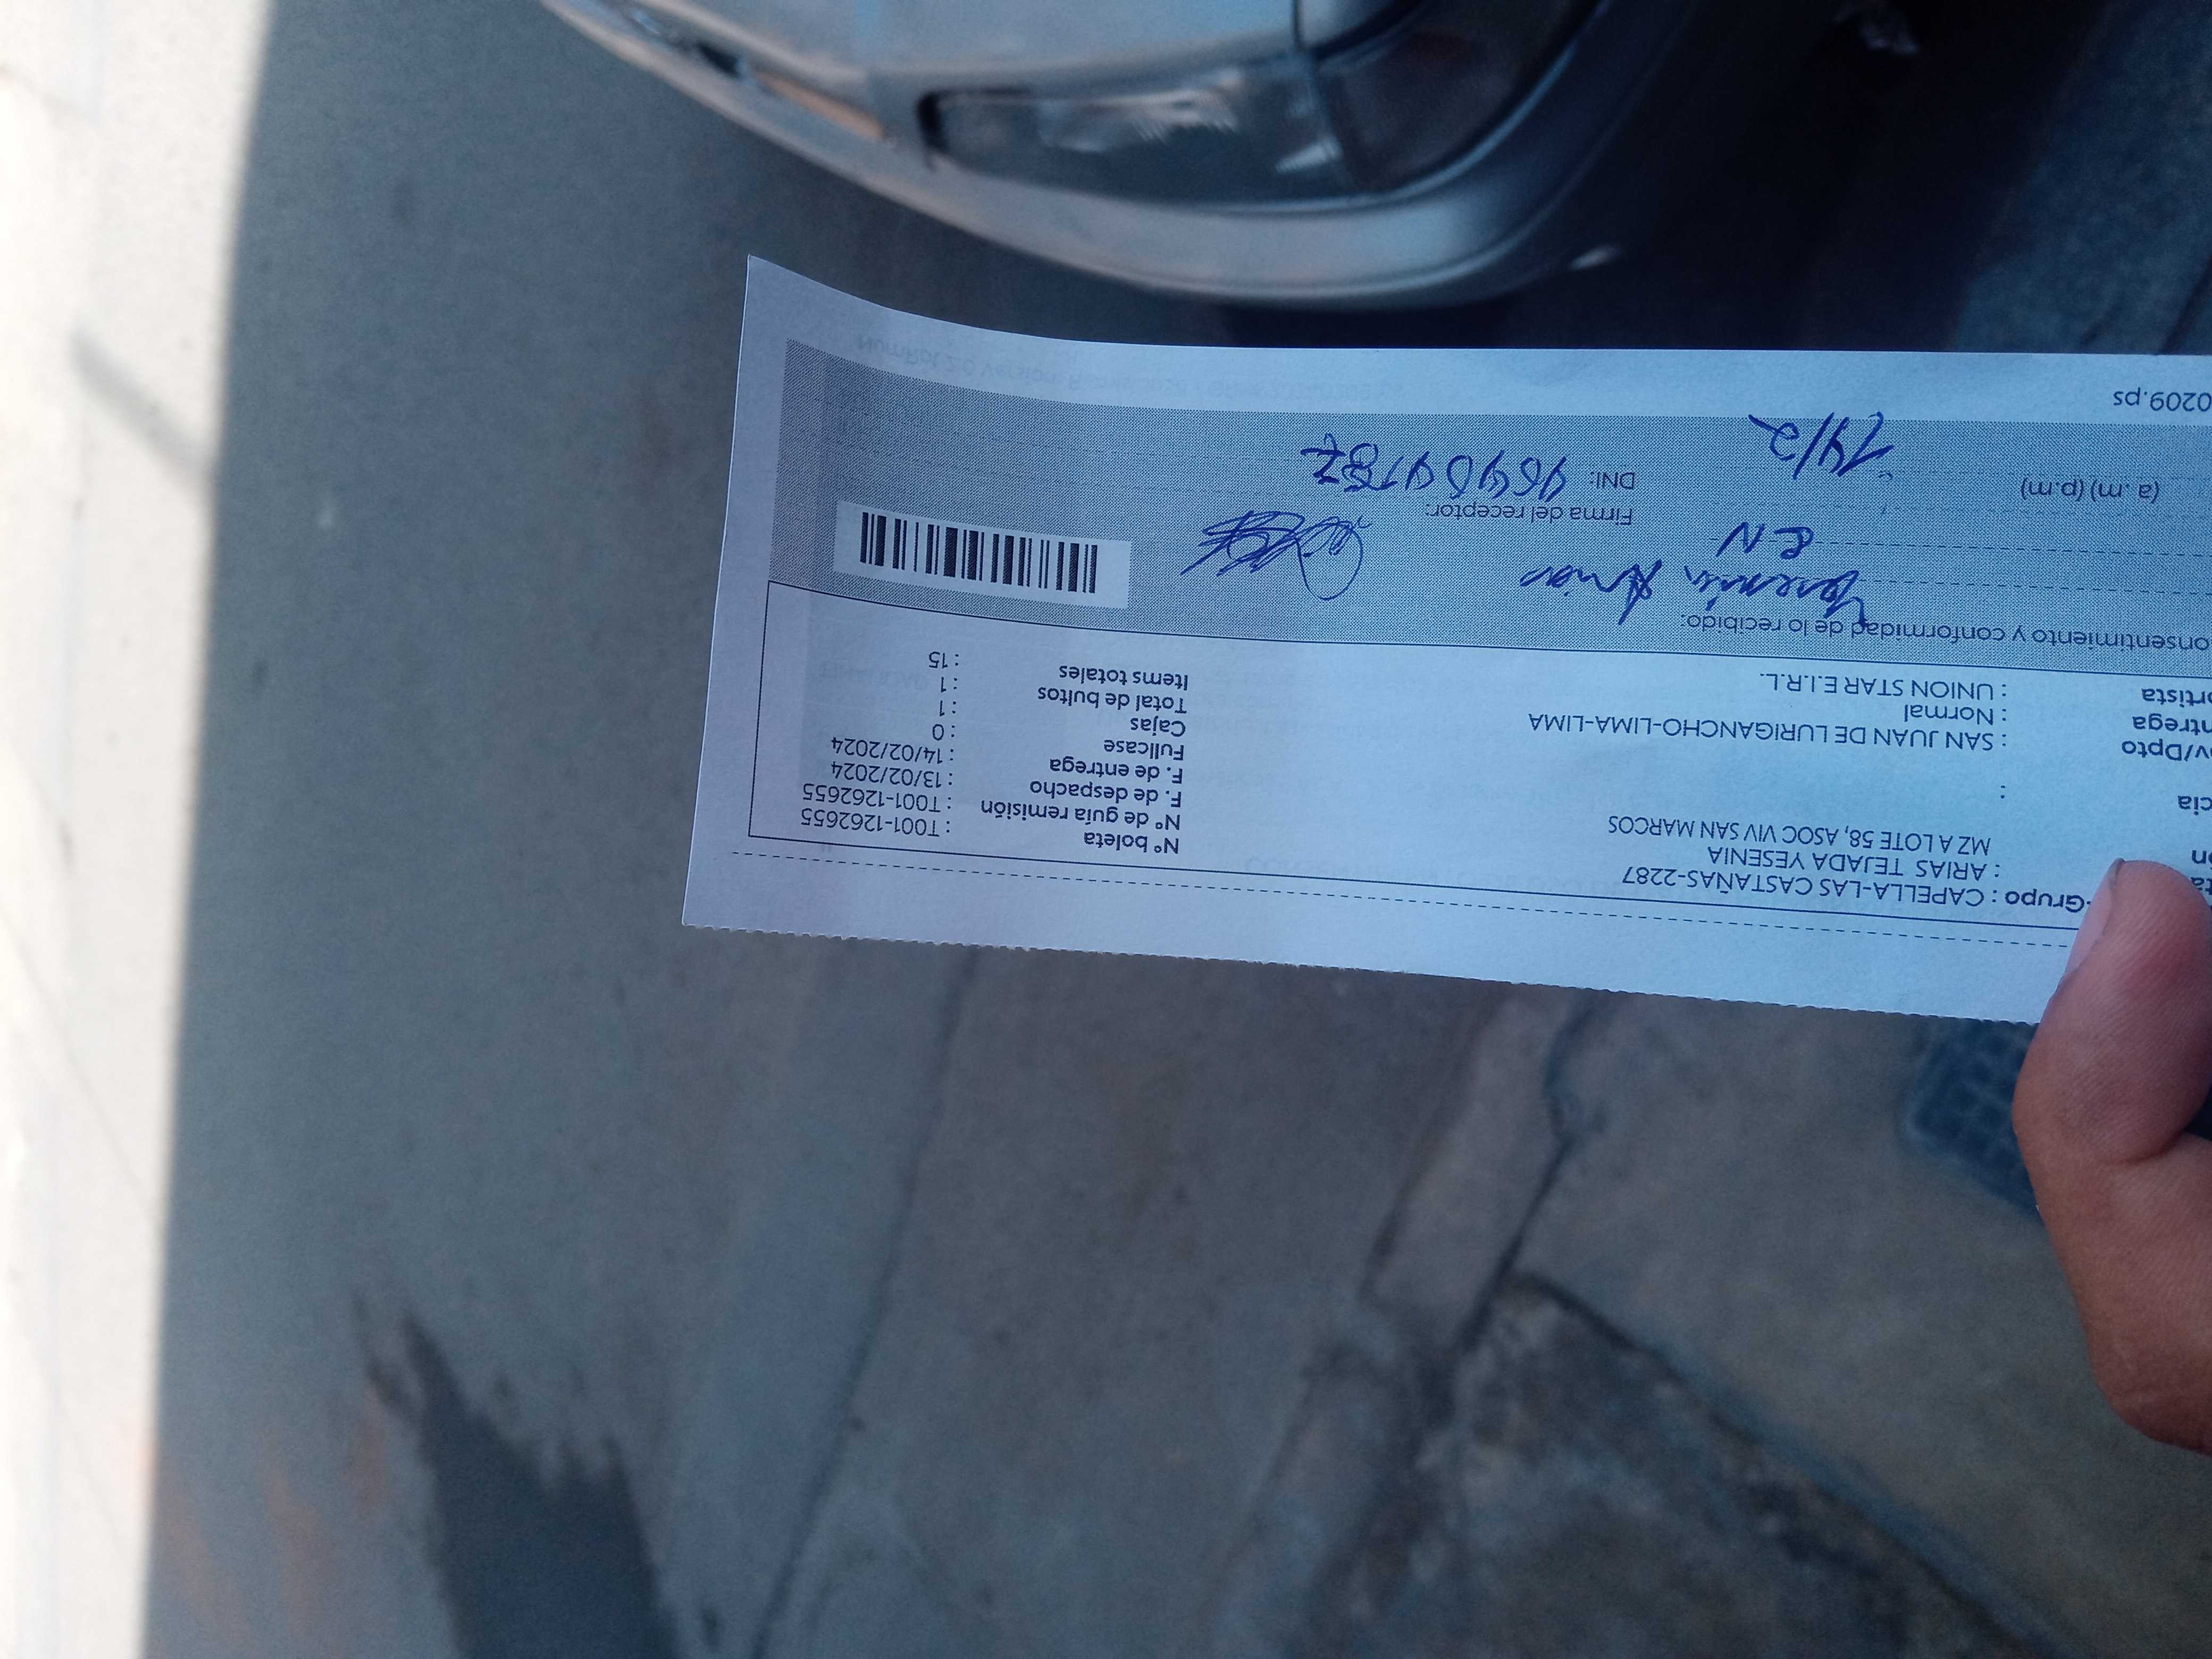 -Grupo : CAPELLA-LAS CASTAÑAS-2287
: ARIAS TEJADA YESENIA
MZ A LOTE 58, ASOC VIV SAN MARCOS
cia :
v/Dpto : SAN JUAN DE LURIGANCHO-LIMA-LIMA
ntrega : Normal
ortista : UNION STAR E.I.R.L.
N° boleta : T001-1262655
N° de guía remisión : T001-1262655
F. de despacho : 13/02/2024
F. de entrega : 14/02/2024
Fullcase : 0
Cajas : 1
Total de bultos : 1
Items totales : 15
onsentimiento y conformidad de lo recibido:
Arias
Firma del receptor:
(a. m) (p.m)
14/2
DNI:
0209.ps